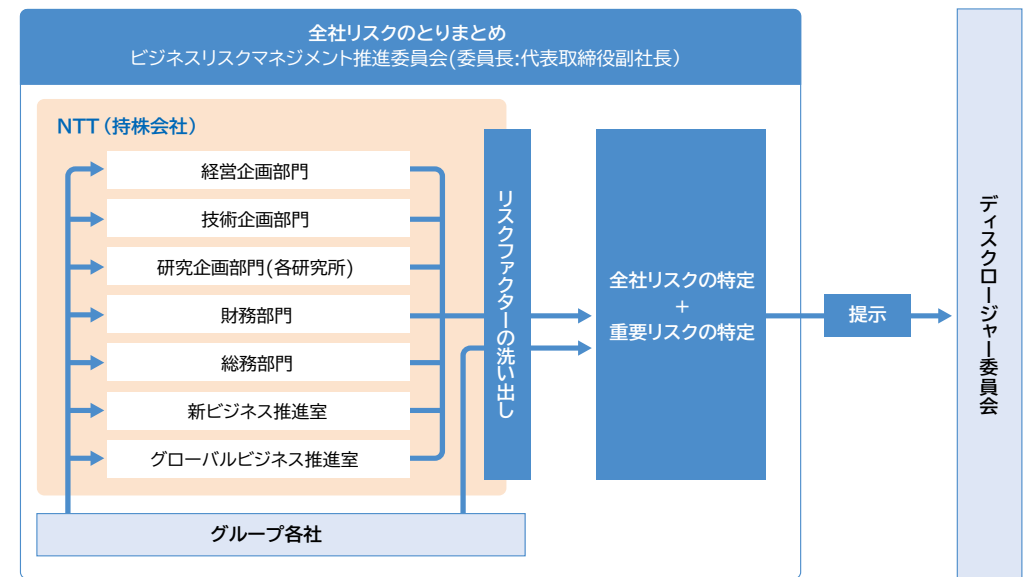 全社リスクのとりまとめ
ビジネスリスクマネジメント推進委員会(委員長:代表取締役副社長)
NTT(持株会社)
経営企画部門
技術企画部門
研究企画部門(各研究所)
財務部門
総務部門
新ビジネス推進室
グローバルビジネス推進室
グループ各社
リスクファクターの洗い出し
全社リスクの特定
+
重要リスクの特定
提示
ディスクロージャー委員会